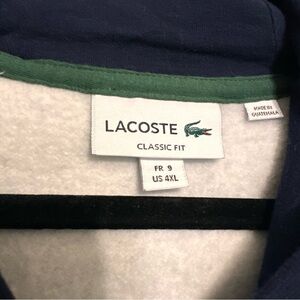 LACOSTE
CLASSIC FIT
FR 9
US 4XL
MADE IN
GUATEMALA